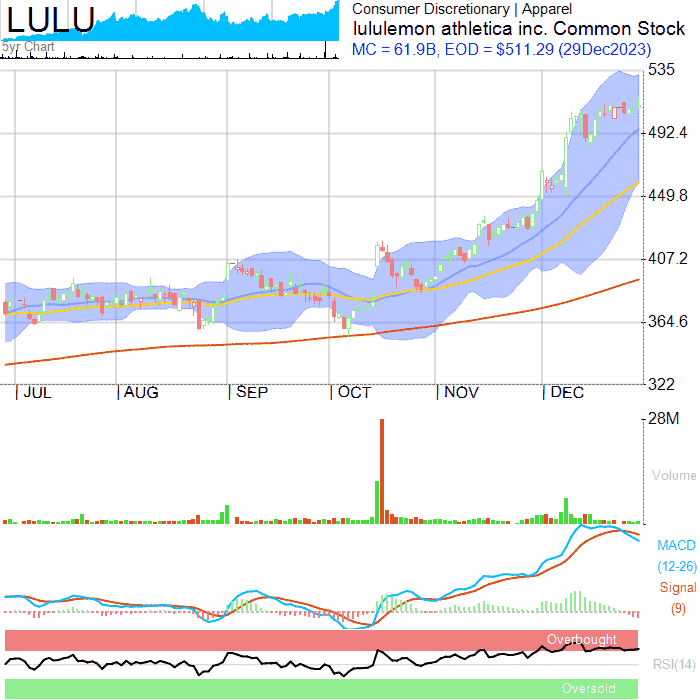 LULU
5yr Chart
Consumer Discretionary | Apparel
lululemon athletica inc. Common Stock
MC = 61.9B, EOD = $511.29 (29Dec2023)
535
492.4
449.8
407.2
364.6
322
JUL AUG SEP OCT NOV DEC
28M
Volume
MACD
(12-26)
Signal
(9)
Overbought
RSI(14)
Oversold